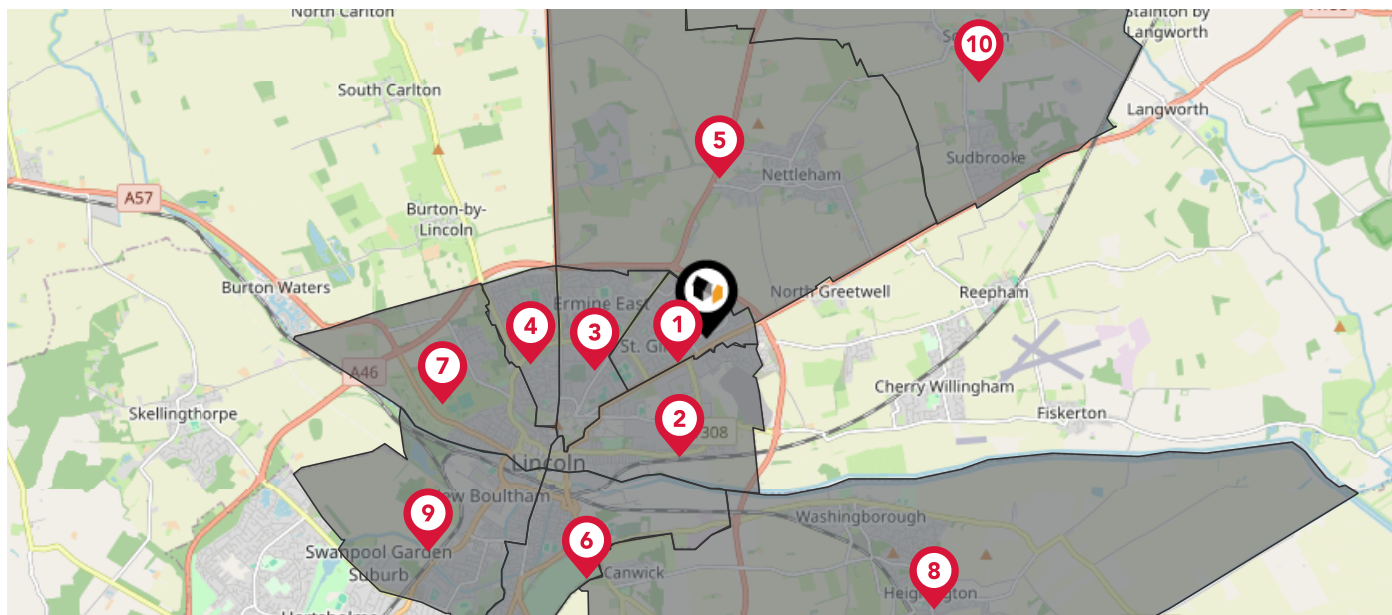 North Carlton
Stainton by
Langworth
10
South Carlton
Langworth
5
Sudbrooke
Nettleham
A57
Burton-by-
Lincoln
Burton Waters
North Greetwell
Reepham
Ermine East
1
4
3
A46
7
Cherry Willingham
Skellingthorpe
Fiskerton
2
308
Lincoln
New Boultham
9
Washingborough
6
Swanpool Garden
Suburb
Canwick
8